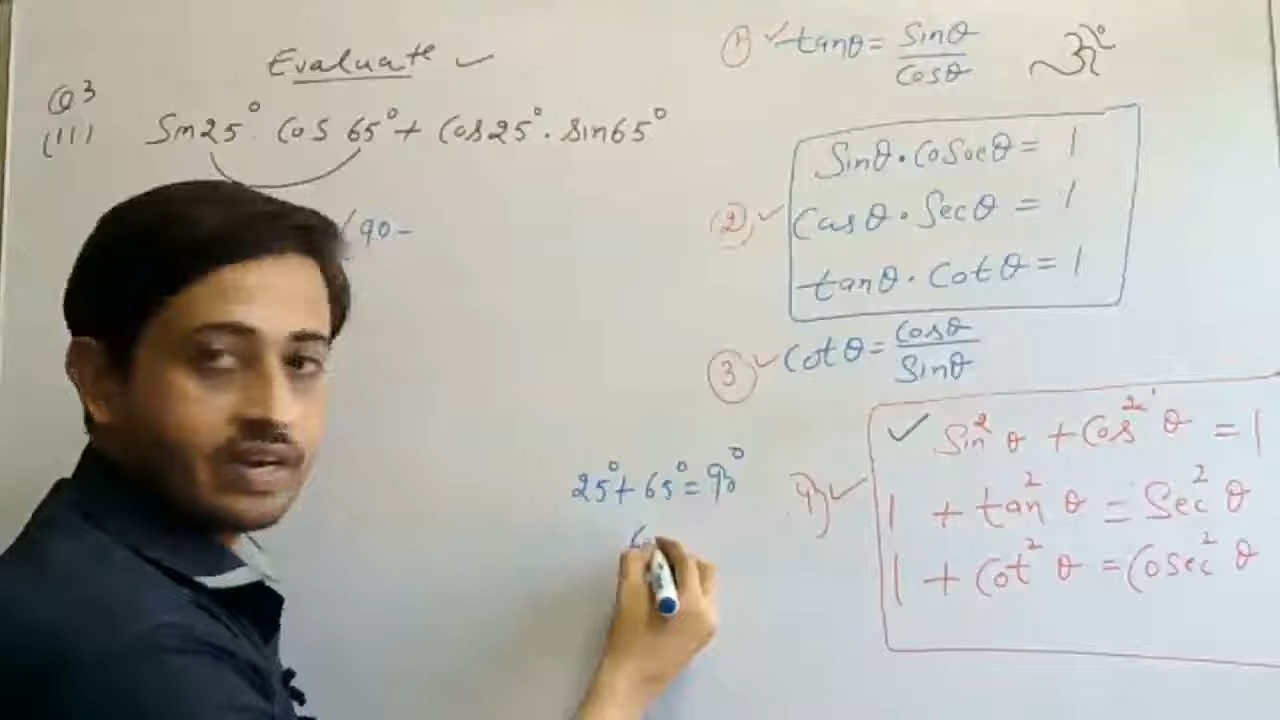 Evaluate ✓
Q3
(11) Sin25°. Cos 65° + Cos25°. sin65°
(90-
25° + 65° = 90°
(1) ✓ tanθ = Sinθ/Cosθ
ॐ
(2) ✓ Sinθ . Cosecθ = 1
Cosθ . Secθ = 1
tanθ . Cotθ = 1
(3) ✓ Cotθ = Cosθ/Sinθ
4) ✓ ✓ Sin²θ + Cos²θ = 1
1 + tan²θ = Sec²θ
1 + Cot²θ = Cosec²θ